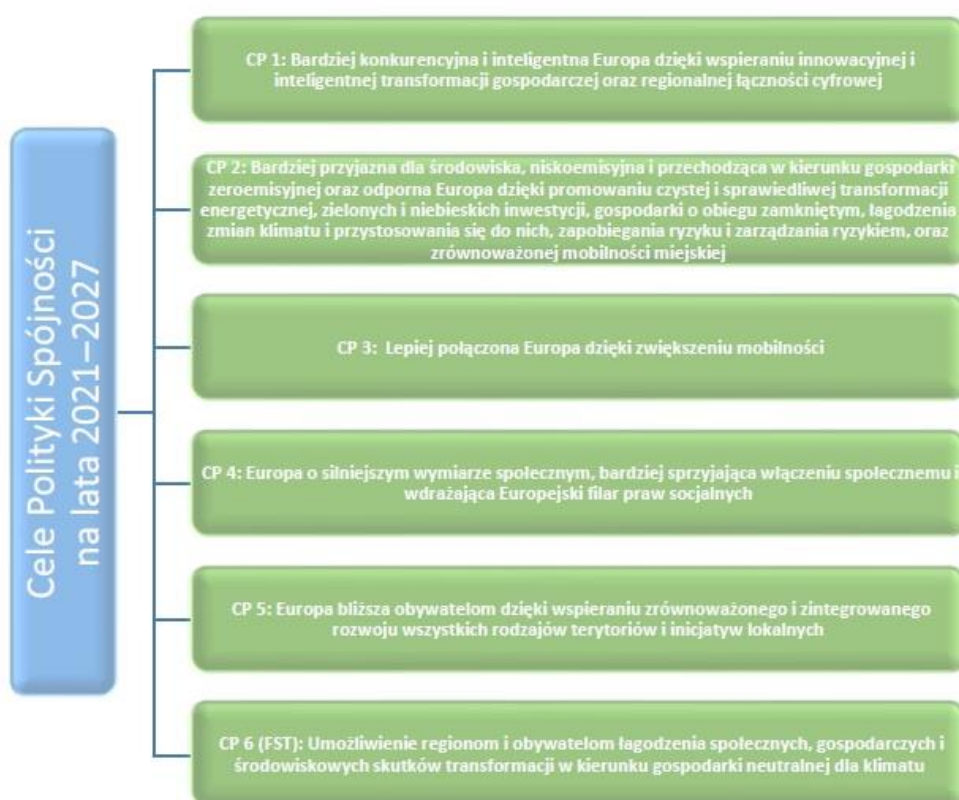 Cele Polityki Spójności
na lata 2021–2027
CP 1: Bardziej konkurencyjna i inteligentna Europa dzięki wspieraniu innowacyjnej i
inteligentnej transformacji gospodarczej oraz regionalnej łączności cyfrowej
CP 2: Bardziej przyjazna dla środowiska, niskoemisyjna i przechodząca w kierunku gospodarki
zeroemisyjnej oraz odporna Europa dzięki promowaniu czystej i sprawiedliwej transformacji
energetycznej, zielonych i niebieskich inwestycji, gospodarki o obiegu zamkniętym, łagodzenia
zmian klimatu i przystosowania się do nich, zapobiegania ryzyku i zarządzania ryzykiem, oraz
zrównoważonej mobilności miejskiej
CP 3: Lepiej połączona Europa dzięki zwiększeniu mobilności
CP 4: Europa o silniejszym wymiarze społecznym, bardziej sprzyjająca włączeniu społecznemu i
wdrażająca Europejski filar praw socjalnych
CP 5: Europa bliższa obywatelom dzięki wspieraniu zrównoważonego i zintegrowanego
rozwoju wszystkich rodzajów terytoriów i inicjatyw lokalnych
CP 6 (FST): Umożliwienie regionom i obywatelom łagodzenia społecznych, gospodarczych i
środowiskowych skutków transformacji w kierunku gospodarki neutralnej dla klimatu